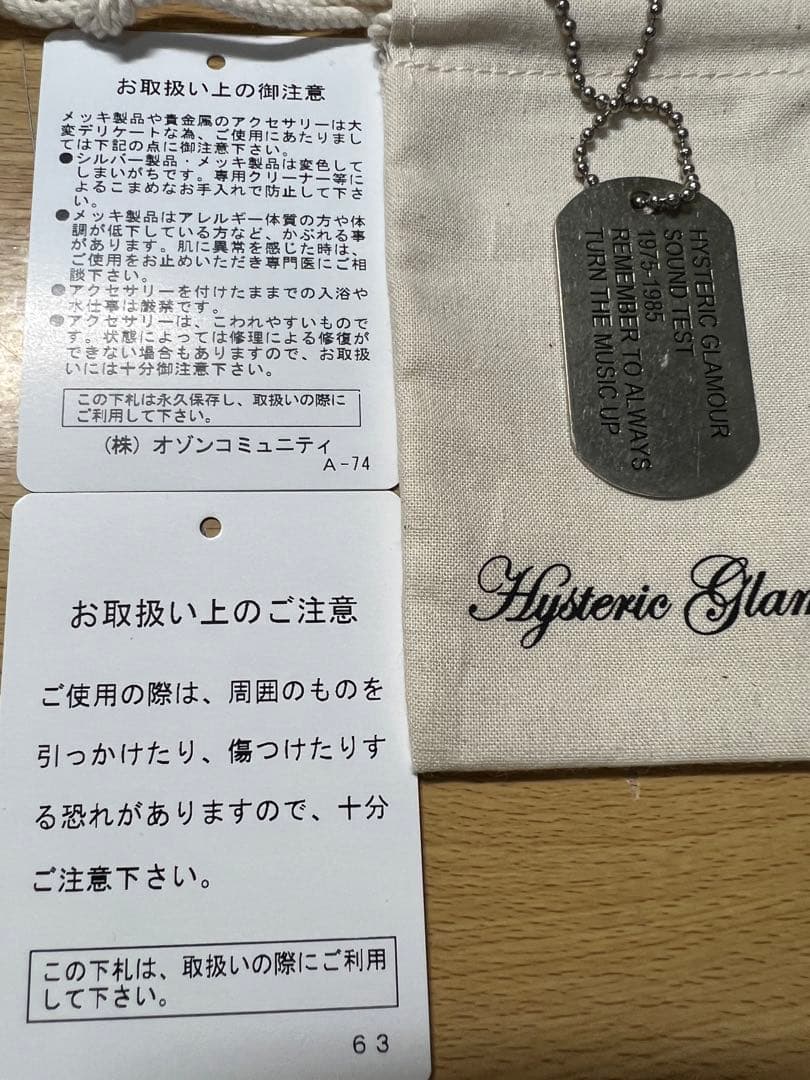 お取扱い上の御注意
メッキ製品や貴金属のアクセサリーは大
変デリケートな為、ご使用にあたりまし
ては下記の点に御注意下さい。
●シルバー製品・メッキ製品は変色して
しまいがちです。専用クリーナー等に
よるこまめなお手入れで防止して下さ
い。
●メッキ製品はアレルギー体質の方や体
調が低下している方など、かぶれる事
があります。肌に異常を感じた時は、
ご使用をお止めいただき専門医にご相
談下さい。
●アクセサリーを付けたままでの入浴や
水仕事は厳禁です。
●アクセサリーは、こわれやすいもので
す。状態によっては修理による修復が
できない場合もありますので、お取扱
いには十分御注意下さい。
この下札は永久保存し、取扱いの際に
ご利用して下さい。
(株)オゾンコミュニティ
A-74
お取扱い上のご注意
ご使用の際は、周囲のものを
引っかけたり、傷つけたりす
る恐れがありますので、十分
ご注意下さい。
この下札は、取扱いの際にご利用
して下さい。
63
HYSTERIC GLAMOUR
SOUND TEST
1975-1985
REMEMBER TO ALWAYS
TURN THE MUSIC UP
Hysteric Glam